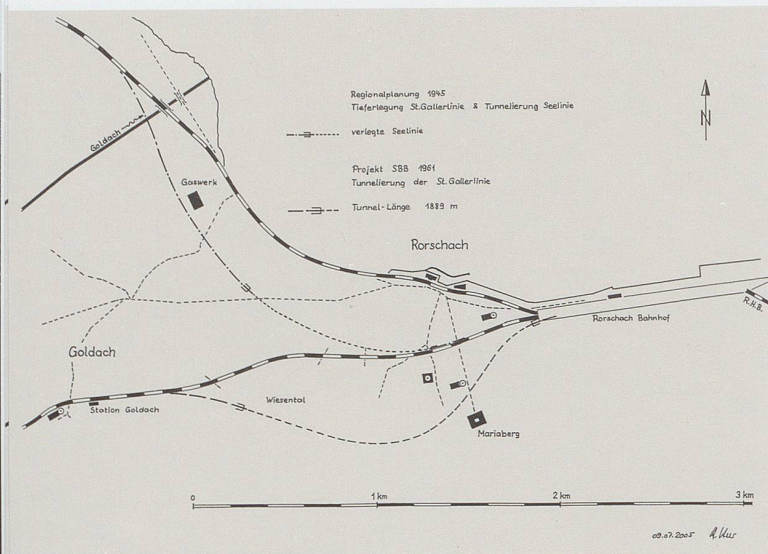 Regionalplanung 1945
Tieferlegung St.Gallerlinie & Tunnelierung Seelinie
verlegte Seelinie
Projekt SBB 1961
Tunnelierung der St.Gallerlinie
Tunnel-Länge 1889 m
N
Goldach
Gaswerk
Rorschach
R.H.B.
Rorschach Bahnhof
Goldach
Wiesental
Station Goldach
Mariaberg
0 1 km 2 km 3 km
09.07.2005